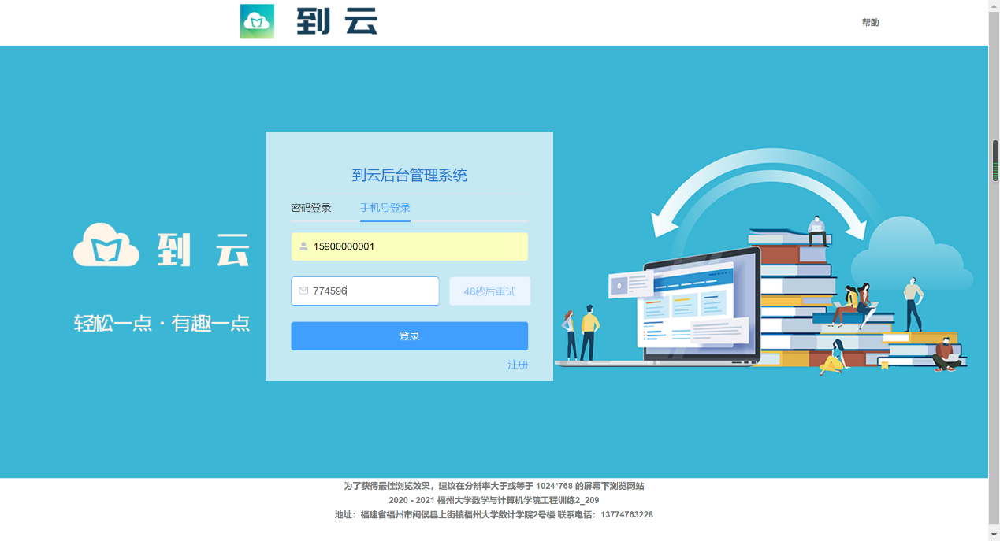 到云
帮助
到云后台管理系统
密码登录 手机号登录
15900000001
774596 48秒后重试
登录
注册
到云
轻松一点·有趣一点
为了获得最佳浏览效果，建议在分辨率大于或等于 1024*768 的屏幕下浏览网站
2020 - 2021 福州大学数学与计算机学院工程训练2_209
地址：福建省福州市闽侯县上街镇福州大学数计学院2号楼 联系电话：13774763228